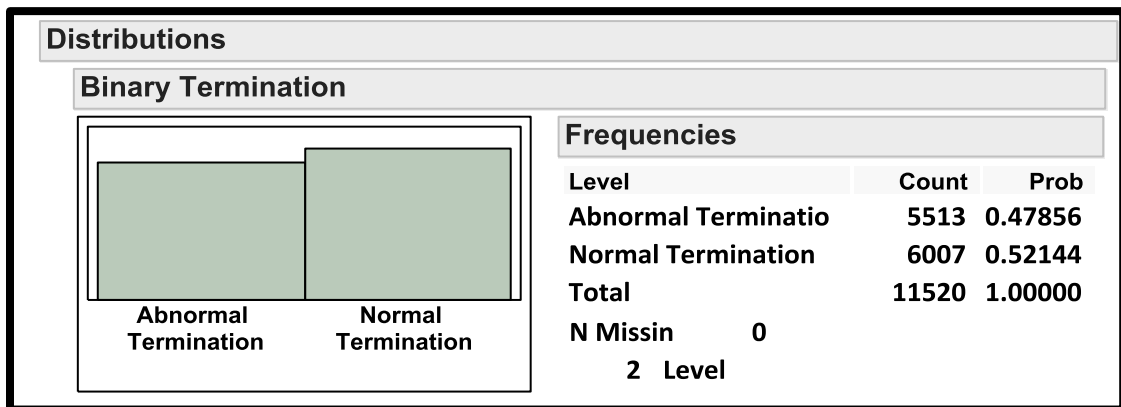 Distributions
Binary Termination
Abnormal Normal
Termination Termination
Frequencies
Level Count Prob
Abnormal Terminatio 5513 0.47856
Normal Termination 6007 0.52144
Total 11520 1.00000
N Missin 0
2 Level